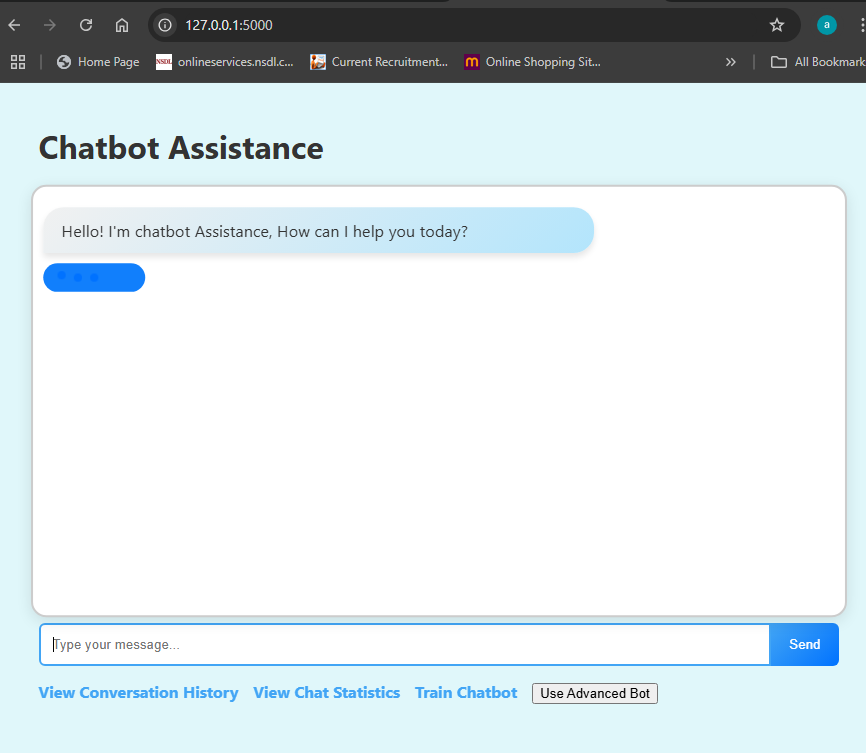 127.0.0.1:5000
a
Home Page NSDL onlineservices.nsdl.c... Current Recruitment... m Online Shopping Sit... » All Bookmark
Chatbot Assistance
Hello! I'm chatbot Assistance, How can I help you today?
Type your message... Send
View Conversation History View Chat Statistics Train Chatbot Use Advanced Bot